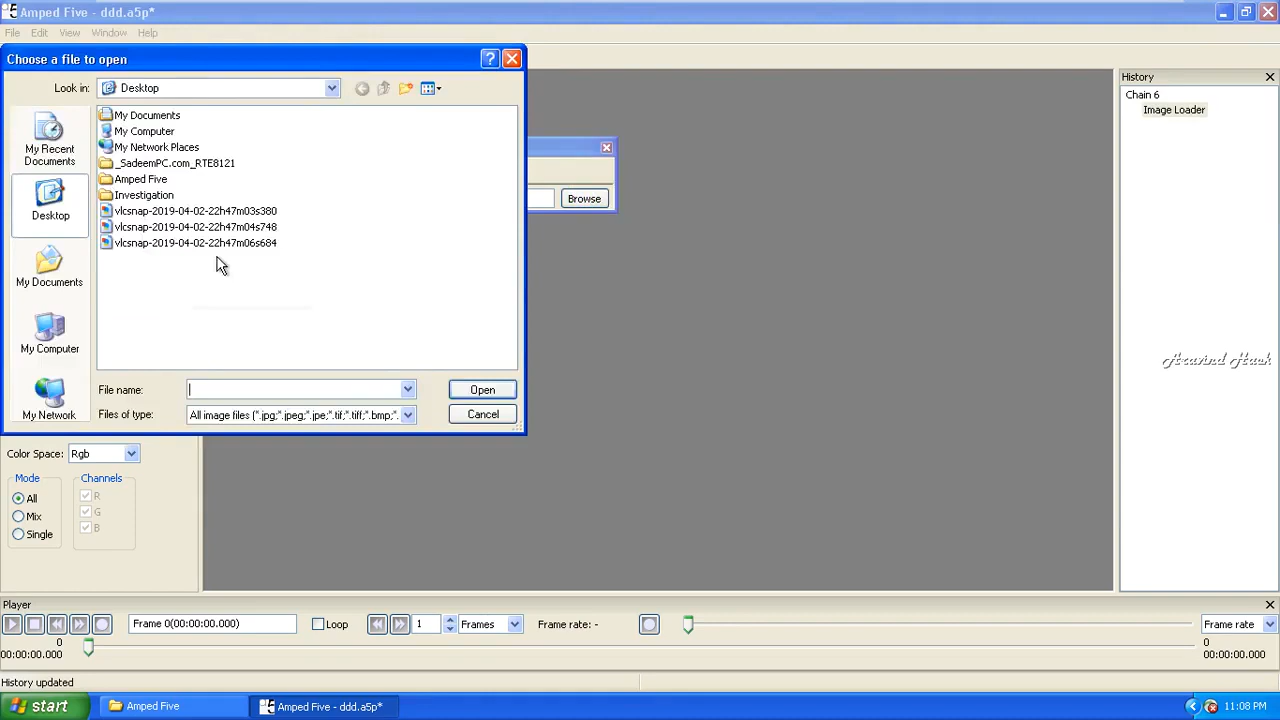 Amped Five - ddd.a5p*
File Edit View Window Help
Choose a file to open
Look in: Desktop
My Recent Documents
Desktop
My Documents
My Computer
My Network
My Documents
My Computer
My Network Places
_SadeemPC.com_RTE8121
Amped Five
Investigation
vlcsnap-2019-04-02-22h47m03s380
vlcsnap-2019-04-02-22h47m04s748
vlcsnap-2019-04-02-22h47m06s684
File name:
Open
Files of type: All image files (*.jpg;*.jpeg;*.jpe;*.tif;*.tiff;*.bmp;*.
Cancel
Browse
History
Chain 6
Image Loader
Aravind Hack
Color Space: Rgb
Mode
All
Mix
Single
Channels
R
G
B
Player
Frame 0(00:00:00.000) Loop 1 Frames Frame rate: - Frame rate
0
00:00:00.000
0
00:00:00.000
History updated
start Amped Five Amped Five - ddd.a5p* 11:08 PM